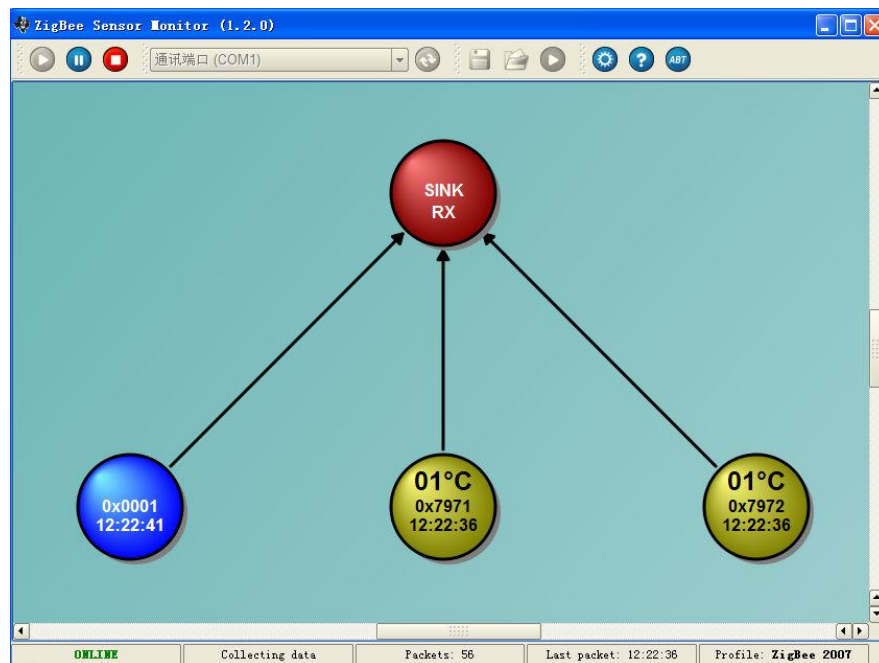 ZigBee Sensor Monitor (1.2.0)
通讯端口 (COM1)
ABT
SINK
RX
0x0001
12:22:41
01°C
0x7971
12:22:36
01°C
0x7972
12:22:36
ONLINE
Collecting data
Packets: 56
Last packet: 12:22:36
Profile: ZigBee 2007